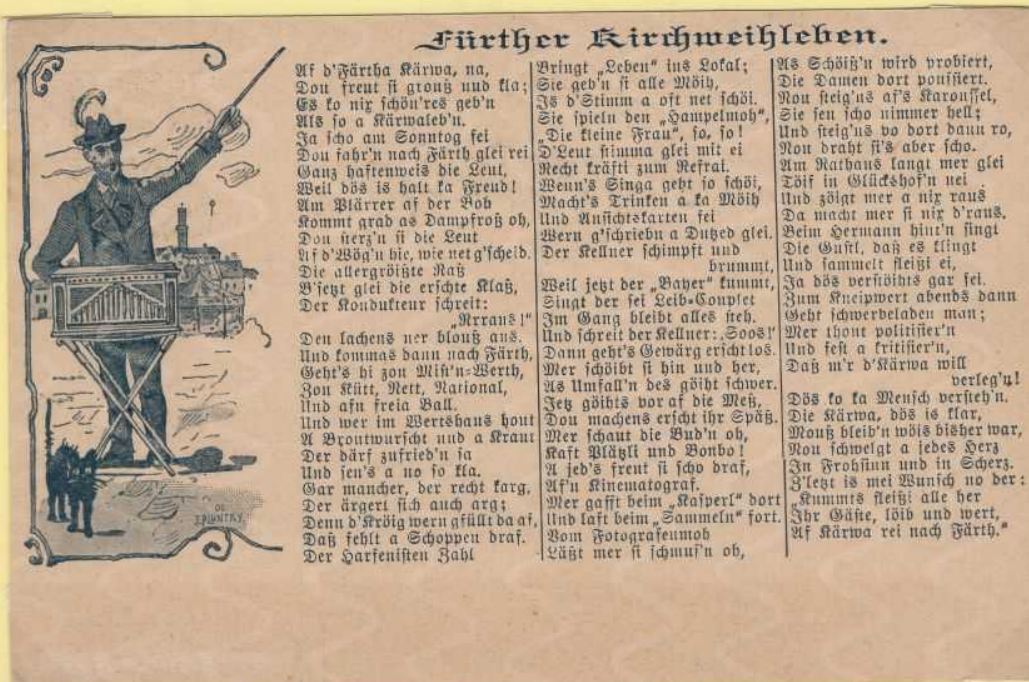 Fürther Kirchweihleben.
Af d'Färtha Kärwa, na,
Dou freut si grouß und kla;
Es ko nix schön'res geb'n
Als so a Kärwaleb'n.
Ja scho am Sonntog fei
Dou fahr'n nach Färth glei rei
Ganz haftenweis die Leut,
Weil dös is halt ka Freud!
Am Plärrer af der Boh
Kommt grad as Dampfroß oh,
Dou sterz'n si die Leut
Af d'Wög'n hie, wie net g'scheid.
Die allergröißte Maß
B'setzt glei die erschte Klaß,
Der Kondukteur schreit:
„Rrraus!"
Den lachens ner blouß aus.
Und kommas dann nach Färth,
Geht's hi zon Mist'n-Werth,
Zon Kütt, Nett, National,
Und afn freia Ball.
Und wer im Wertshaus hout
A Broutwurscht und a Kraut
Der därf zufried'n sa
Und sen's a no so kla.
Gar mancher, der recht karg,
Der ärgert sich auch arg;
Denn d'Kröig wern gfüllt da af,
Daß fehlt a Schoppen draf.
Der Harfenisten Zahl
Bringt „Leben" ins Lokal;
Sie geb'n si alle Möih,
Is d'Stimm a oft net schöi.
Sie spieln den „Hampelmoh",
„Die kleine Frau", so, so!
D'Leut stimma glei mit ei
Recht kräfti zum Refrai.
Wenn's Singa geht so schöi,
Macht's Trinken a ka Möih
Und Ansichtskarten fei
Wern g'schriebn a Dutzed glei.
Der Kellner schimpft und
brummt,
Weil jetzt der „Bayer" kummt,
Singt der sei Leib-Couplet
Im Gang bleibt alles steh.
Und schreit der Kellner: „Soos!"
Dann geht's Gewärg erscht los.
Mer schöibt si hin und her,
As Umfall'n des göiht schwer.
Jetz göihts vor af die Meß,
Dou machens erscht ihr Späß.
Mer schaut die Bud'n oh,
Kaft Plätzli und Bonbo!
A jed's freut si scho draf,
Af'n Kinematograf.
Mer gafft beim „Kasperl" dort
Und laft beim „Sammeln" fort.
Vom Fotografenmoh
Läßt mer si schmus'n oh,
As Schöiß'n wird probiert,
Die Damen dort poussiert.
Nou steig'ns af's Karoussel,
Sie sen scho nimmer hell;
Und steig'ns vo dort dann ro,
Nou draht si's aber scho.
Am Rathaus langt mer glei
Töif in Glückshof'n nei
Und zöigt mer a nix raus
Da macht mer si nix d'raus.
Beim Hermann hint'n singt
Die Gustl, daß es klingt
Und sammelt fleißi ei,
Ja dös verstöihts gar fei.
Zum Kneipwert abends dann
Geht schwerbeladen man;
Mer thout politisier'n
Und fest a kritisier'n,
Daß m'r d'Kärwa will
verleg'n!
Dös ko ka Mensch versteh'n.
Die Kärwa, dös is klar,
Mouß bleib'n wöis bisher war,
Nou schwelgt a jedes Herz
In Frohsinn und in Scherz.
Z'letzt is mei Wunsch no der:
„Kummts fleißi alle her
Ihr Gäste, löib und wert,
Af Kärwa rei nach Färth."